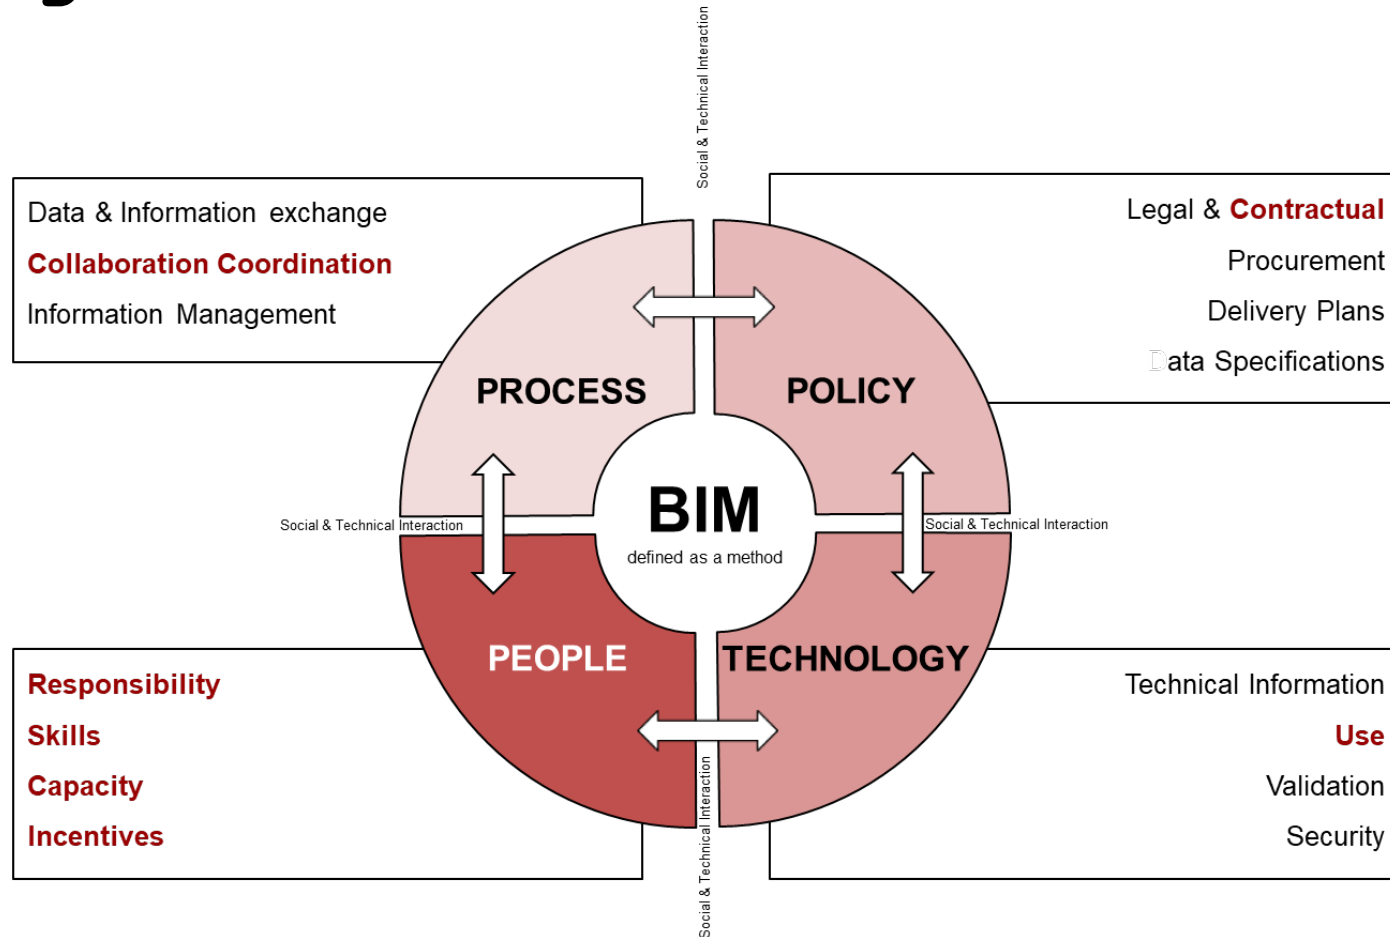 Social & Technical Interaction
Data & Information exchange
Collaboration Coordination
Information Management
Legal & Contractual
Procurement
Delivery Plans
Data Specifications
PROCESS
POLICY
BIM
defined as a method
Social & Technical Interaction
Social & Technical Interaction
PEOPLE
TECHNOLOGY
Responsibility
Skills
Capacity
Incentives
Technical Information
Use
Validation
Security
Social & Technical Interaction